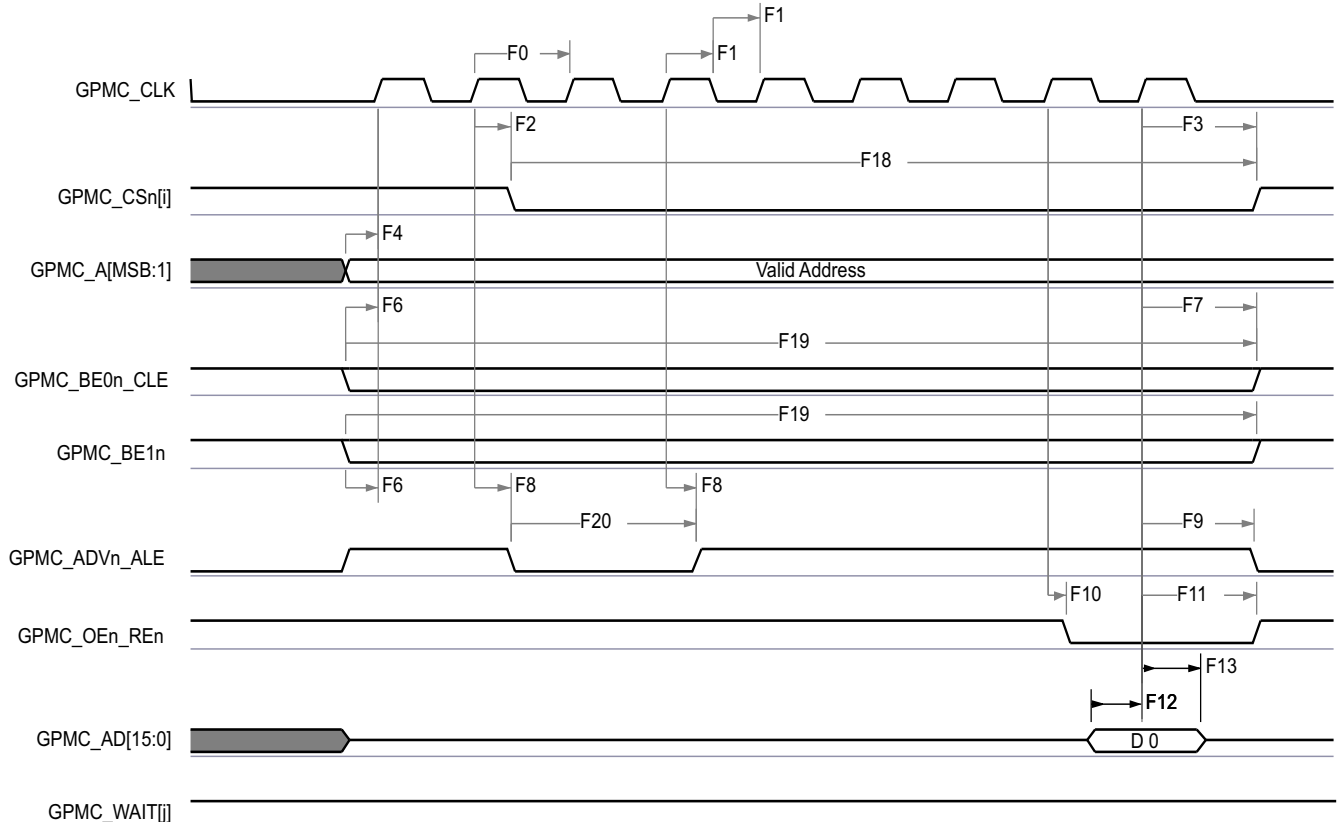 F1
F0
F1
GPMC_CLK
F2
F3
F18
GPMC_CSn[i]
F4
GPMC_A[MSB:1]
Valid Address
F6
F7
F19
GPMC_BE0n_CLE
F19
GPMC_BE1n
F6
F8
F8
F20
F9
GPMC_ADVn_ALE
F10
F11
GPMC_OEn_REn
F13
F12
GPMC_AD[15:0]
D 0
GPMC_WAIT[j]